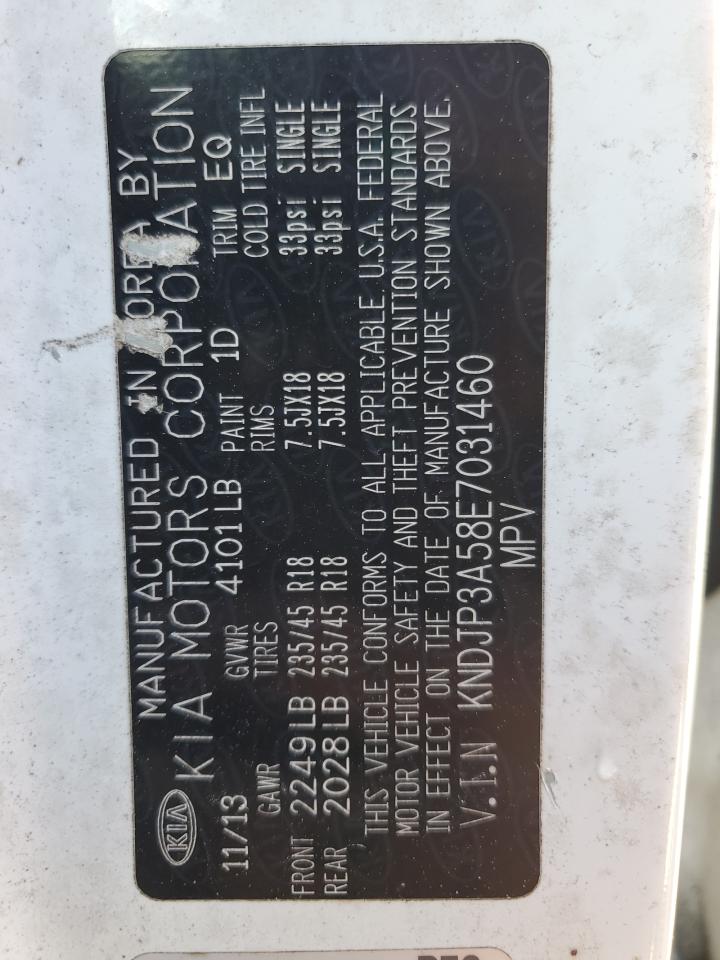 MANUFACTURED IN KOREA BY
KIA KIA MOTORS CORPORATION
11/13 GVWR 4101LB PAINT 1D TRIM EQ
GAWR TIRES RIMS COLD TIRE INFL
FRONT 2249LB 235/45 R18 7.5JX18 33psi SINGLE
REAR 2028LB 235/45 R18 7.5JX18 33psi SINGLE
THIS VEHICLE CONFORMS TO ALL APPLICABLE U.S.A. FEDERAL
MOTOR VEHICLE SAFETY AND THEFT PREVENTION STANDARDS
IN EFFECT ON THE DATE OF MANUFACTURE SHOWN ABOVE.
V.I.N KNDJP3A58E7031460
MPV